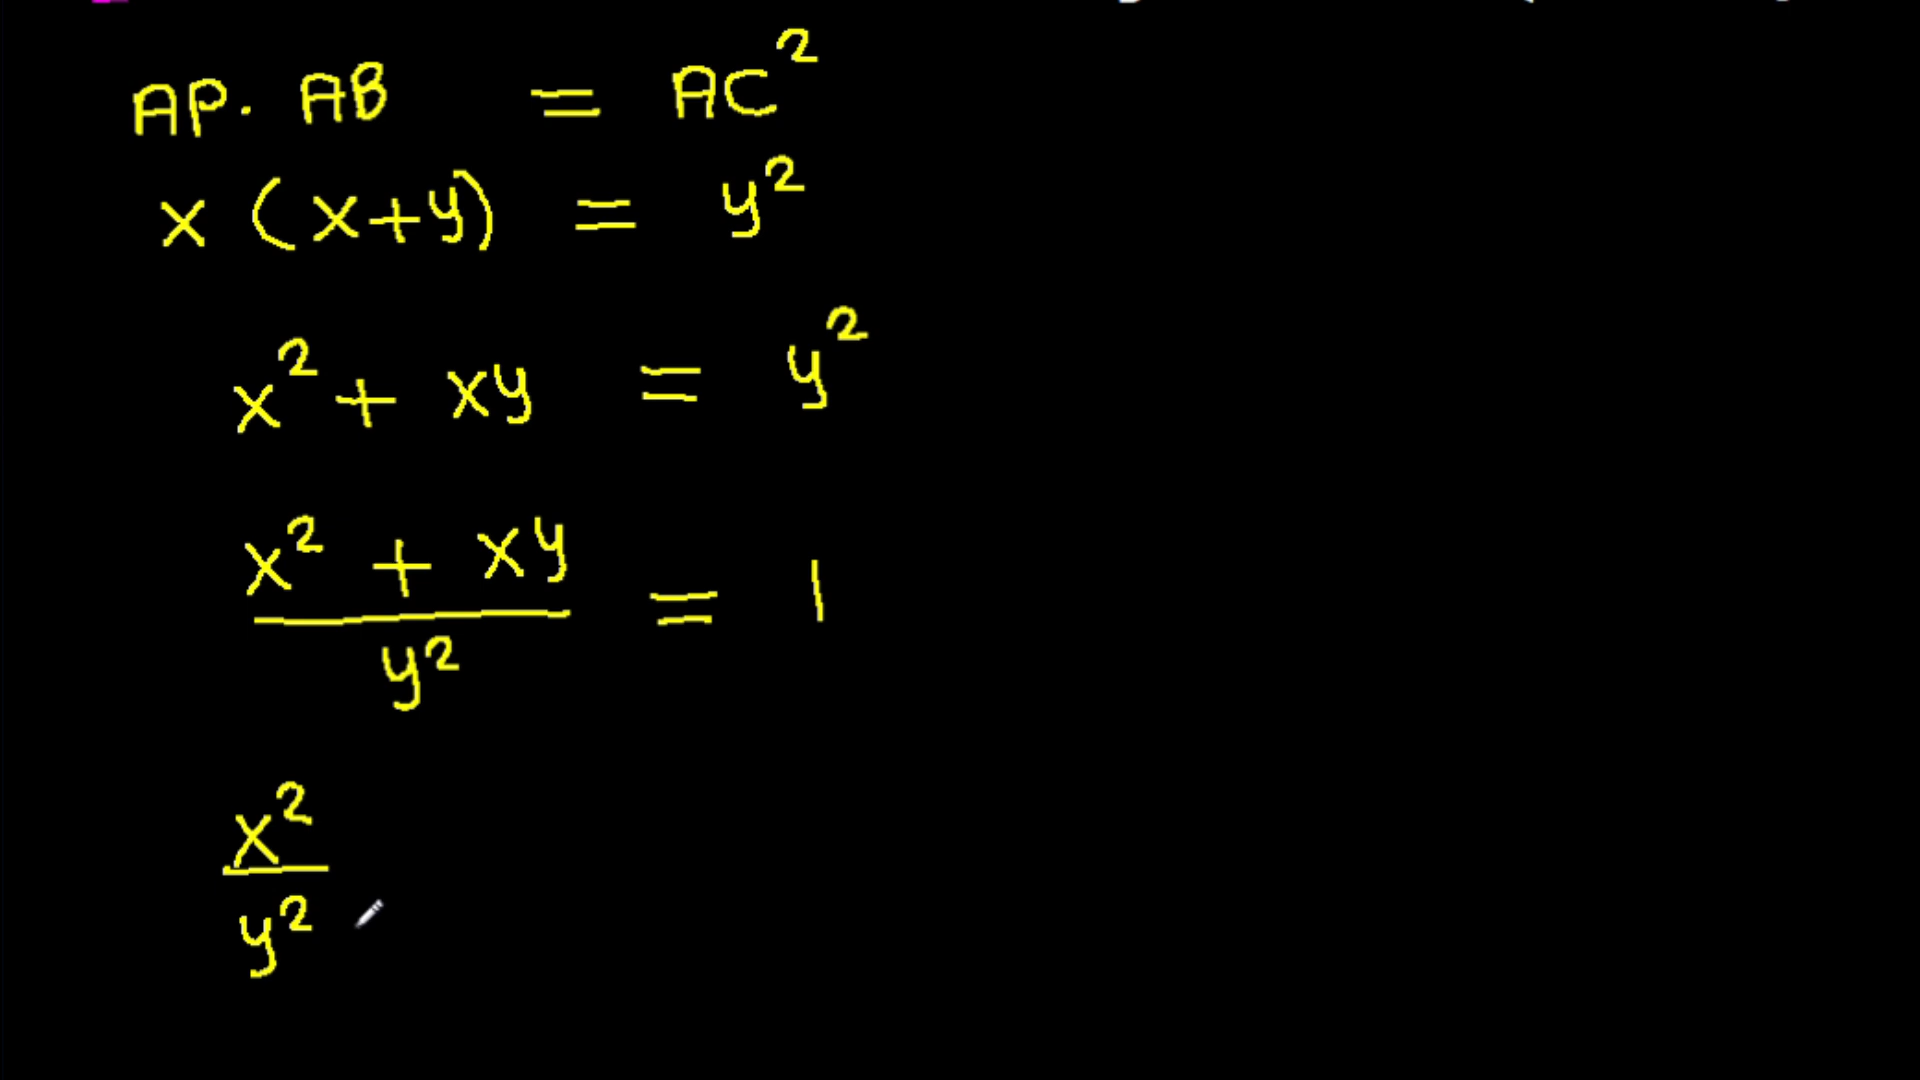 AP. AB = AC²
x (x+y) = y²
x² + xy = y²
x² + xy
y²
= 1
x²
y²